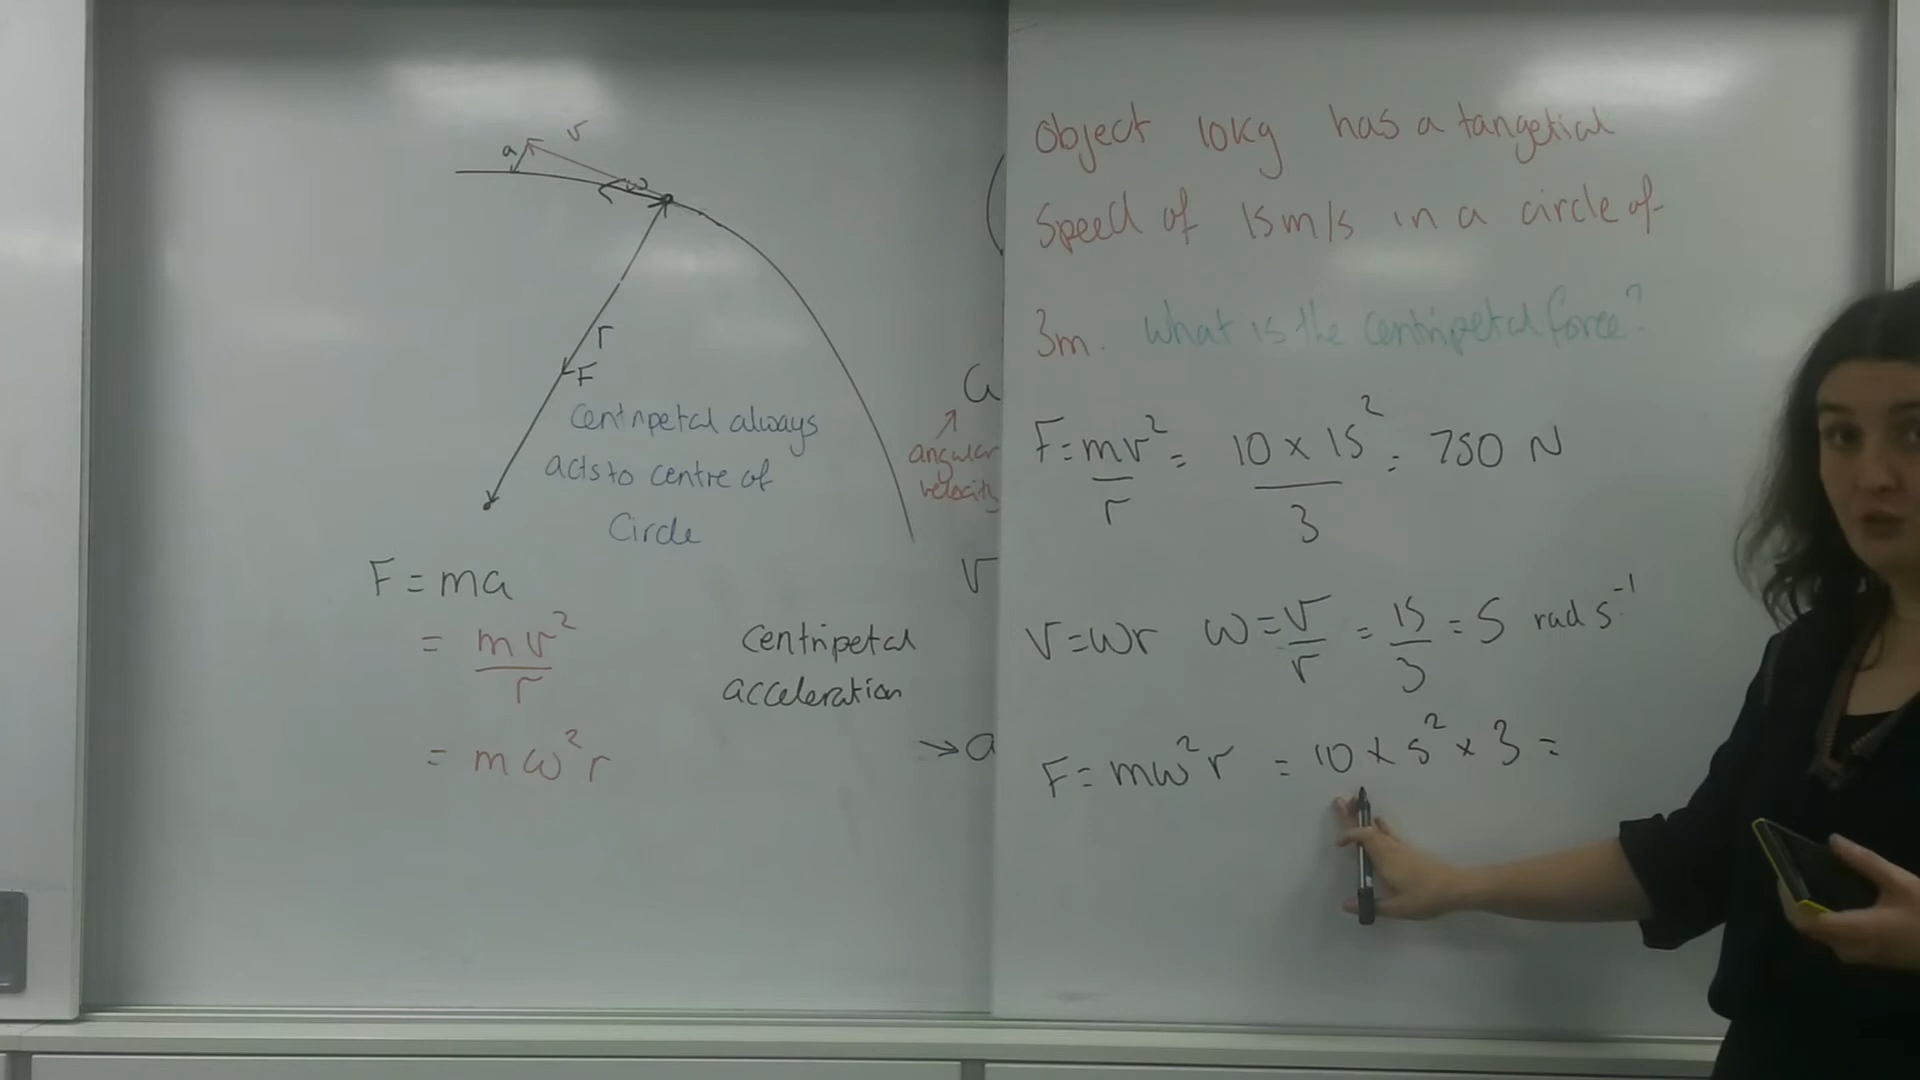 v
a
ω
r
F
Centripetal always
acts to centre of
Circle
F = ma
= mv²/r
= mω²r
Centripetal
acceleration
angular
velocity
v
→ a
Object 10kg has a tangetial
Speed of 15m/s in a circle of
3m. What is the centripetal force?
F = mv²/r = 10 × 15²/3 = 750 N
v = ωr ω = v/r = 15/3 = 5 rad s⁻¹
F = mω²r = 10 × 5² × 3 =